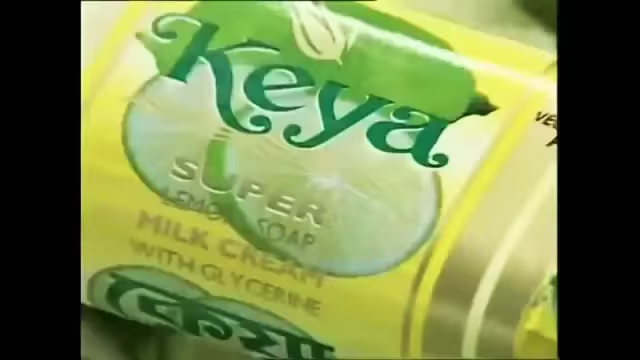 Keya
SUPER
LEMON SOAP
MILK CREAM
WITH GLYCERINE
কেয়া